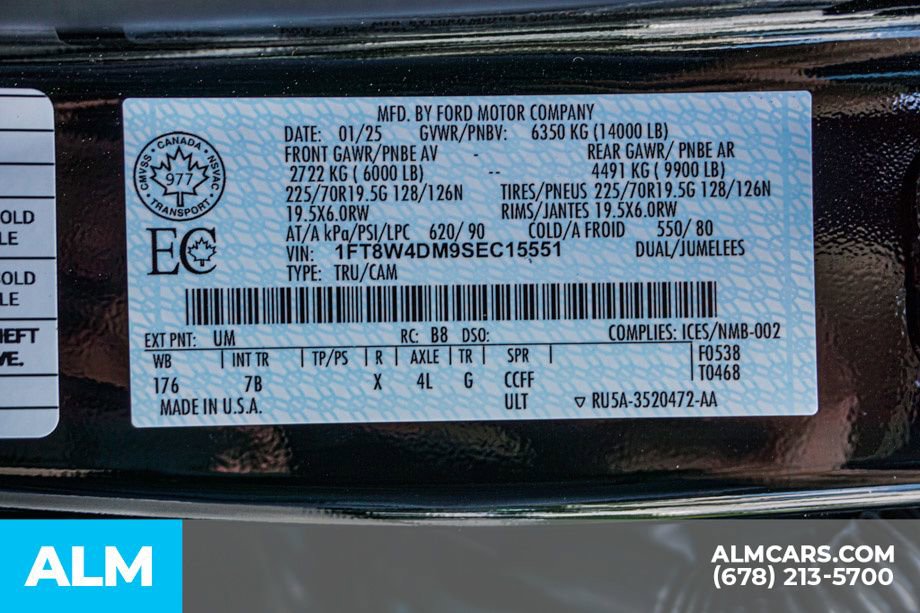 MFD. BY FORD MOTOR COMPANY
DATE: 01/25 GVWR/PNBV: 6350 KG (14000 LB)
FRONT GAWR/PNBE AV - REAR GAWR/ PNBE AR
2722 KG ( 6000 LB) -- 4491 KG ( 9900 LB)
225/70R19.5G 128/126N TIRES/PNEUS 225/70R19.5G 128/126N
19.5X6.0RW RIMS/JANTES 19.5X6.0RW
AT/A kPa/PSI/LPC 620/ 90 COLD/A FROID 550/ 80
VIN: 1FT8W4DM9SEC15551 DUAL/JUMELEES
TYPE: TRU/CAM
CANADA
CMVSS
NSVAC
977
TRANSPORT
EC
EXT PNT: UM RC: B8 DSO: COMPLIES: ICES/NMB-002
WB INT TR TP/PS R AXLE TR SPR F0538
176 7B X 4L G CCFF T0468
MADE IN U.S.A. ULT RU5A-3520472-AA
OLD
LE
OLD
LE
HEFT
VE.
ALM
ALMCARS.COM
(678) 213-5700